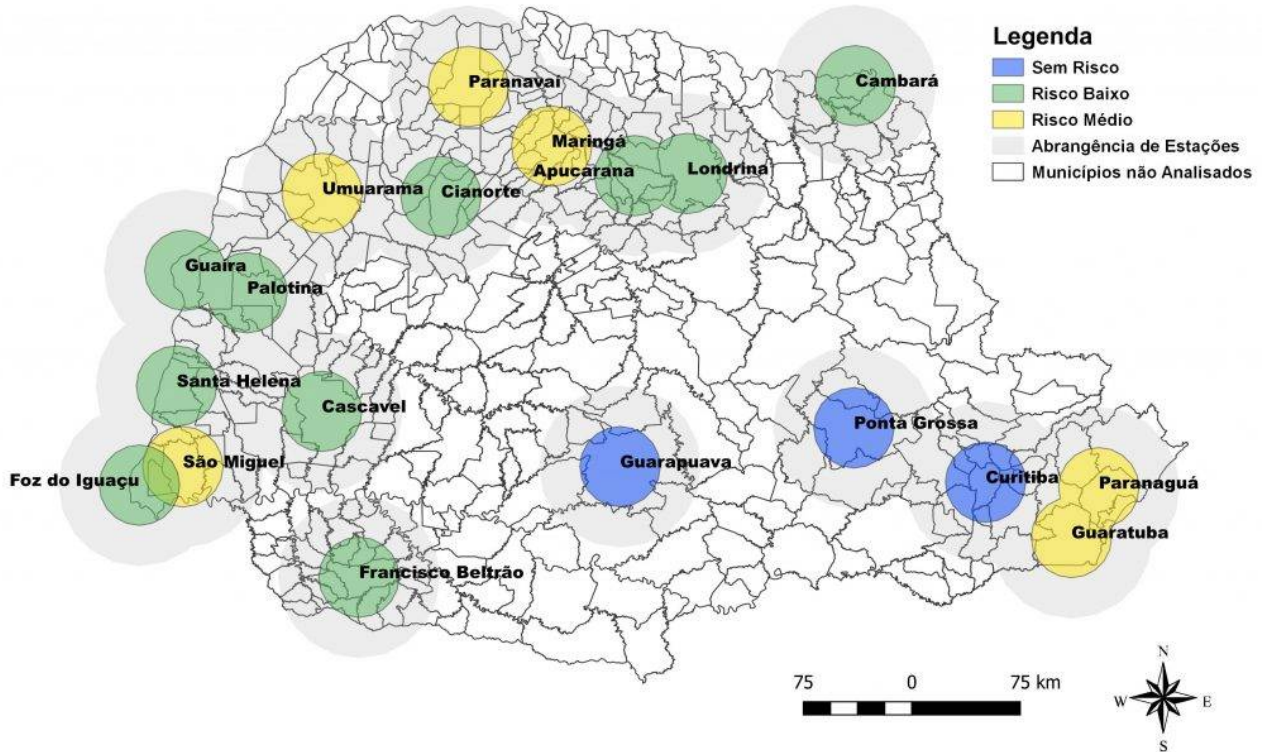 Legenda
Sem Risco
Risco Baixo
Risco Médio
Abrangência de Estações
Municípios não Analisados
Paranavaí
Cambará
Maringá
Apucarana
Londrina
Umuarama
Cianorte
Guaíra
Palotina
Santa Helena
Cascavel
Ponta Grossa
São Miguel
Guarapuava
Foz do Iguaçu
Curitiba
Paranaguá
Guaratuba
Francisco Beltrão
75 0 75 km
N
W E
S